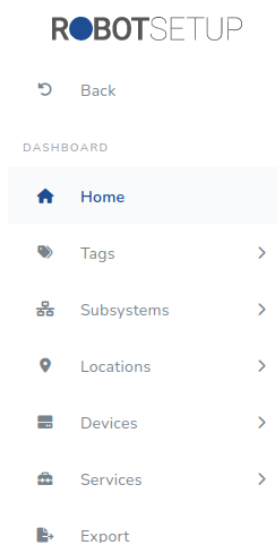 ROBOTSETUP
Back
DASHBOARD
Home
Tags
Subsystems
Locations
Devices
Services
Export